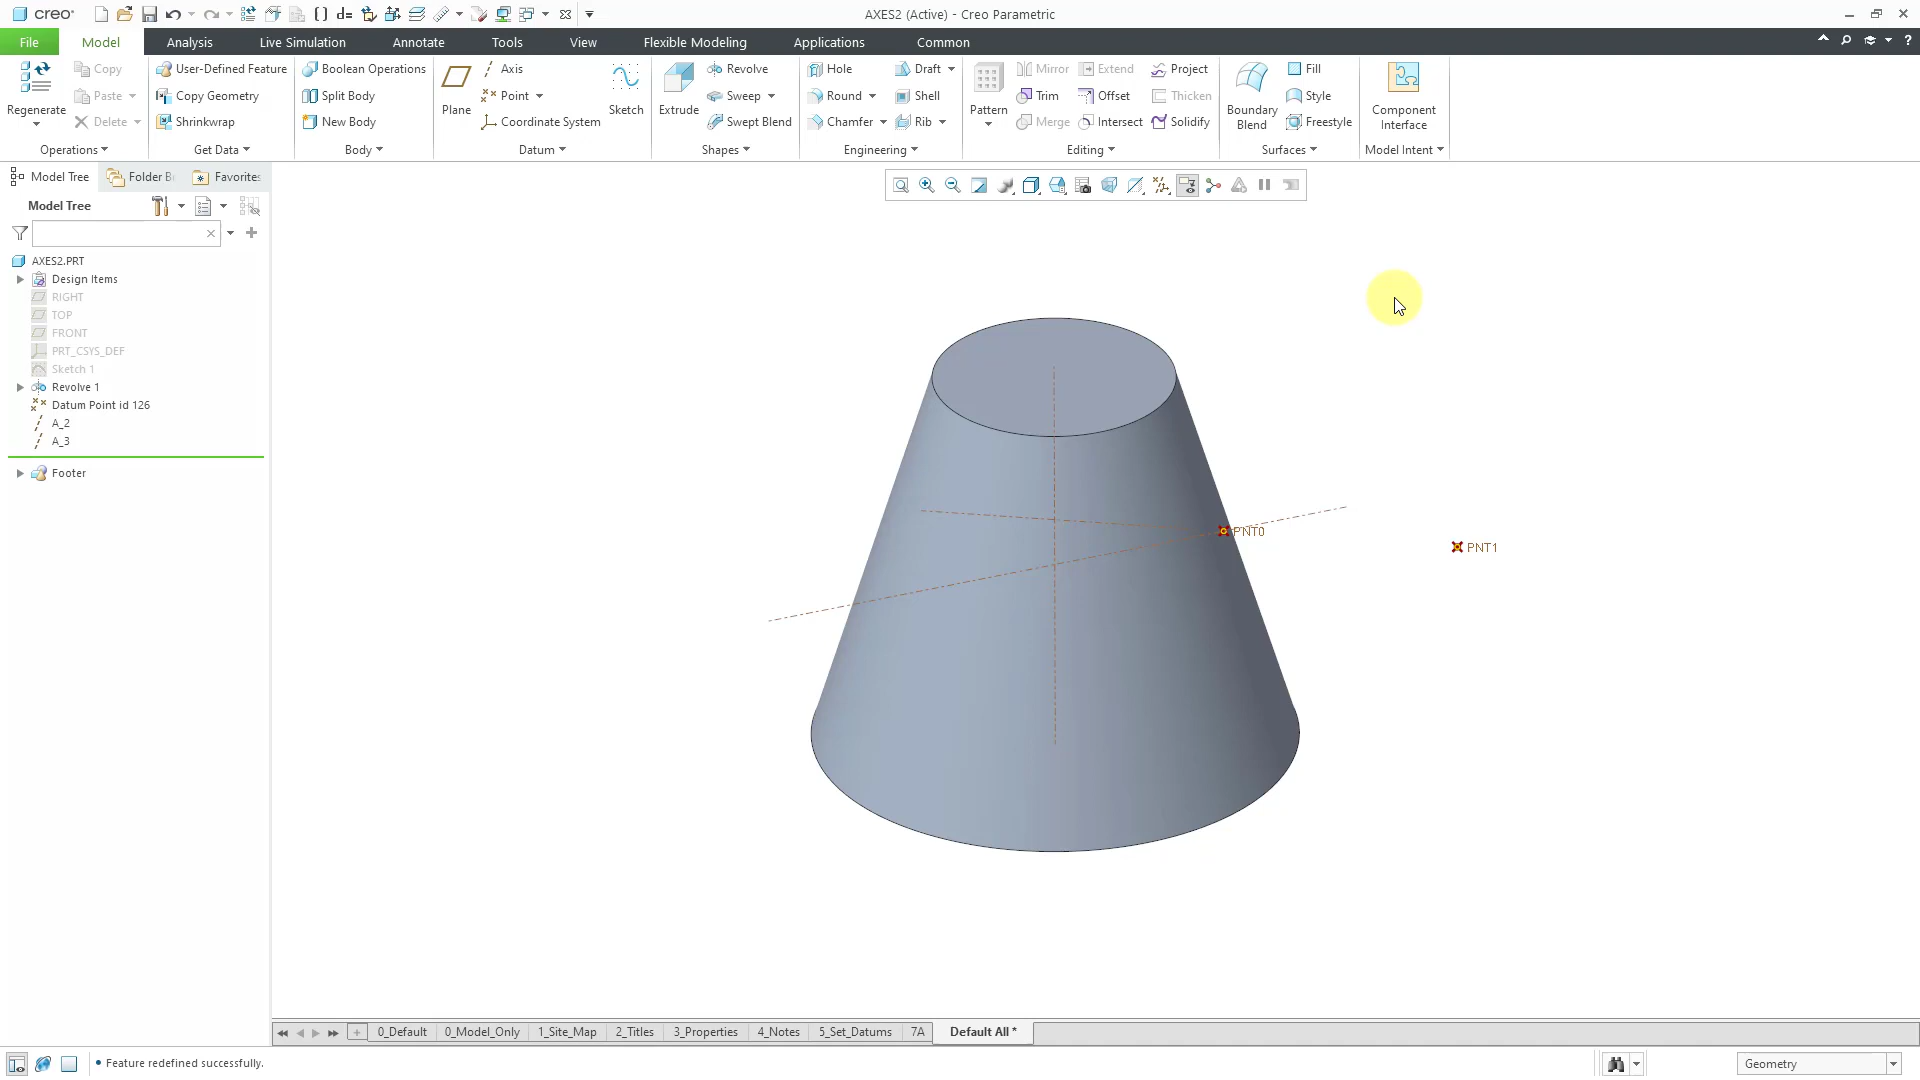 creo AXES2 (Active) - Creo Parametric
File Model Analysis Live Simulation Annotate Tools View Flexible Modeling Applications Common
Regenerate
Copy
Paste
Delete
Operations
User-Defined Feature
Copy Geometry
Shrinkwrap
Get Data
Boolean Operations
Split Body
New Body
Body
Plane
Axis
Point
Coordinate System
Sketch
Datum
Extrude
Revolve
Sweep
Swept Blend
Shapes
Hole
Round
Chamfer
Draft
Shell
Rib
Engineering
Pattern
Mirror
Trim
Merge
Extend
Offset
Intersect
Project
Thicken
Solidify
Editing
Boundary
Blend
Fill
Style
Freestyle
Surfaces
Component
Interface
Model Intent
Model Tree Folder B Favorites
Model Tree
AXES2.PRT
Design Items
RIGHT
TOP
FRONT
PRT_CSYS_DEF
Sketch 1
Revolve 1
Datum Point id 126
A_2
A_3
Footer
PNT0
PNT1
0_Default 0_Model_Only 1_Site_Map 2_Titles 3_Properties 4_Notes 5_Set_Datums 7A Default All *
• Feature redefined successfully.
Geometry